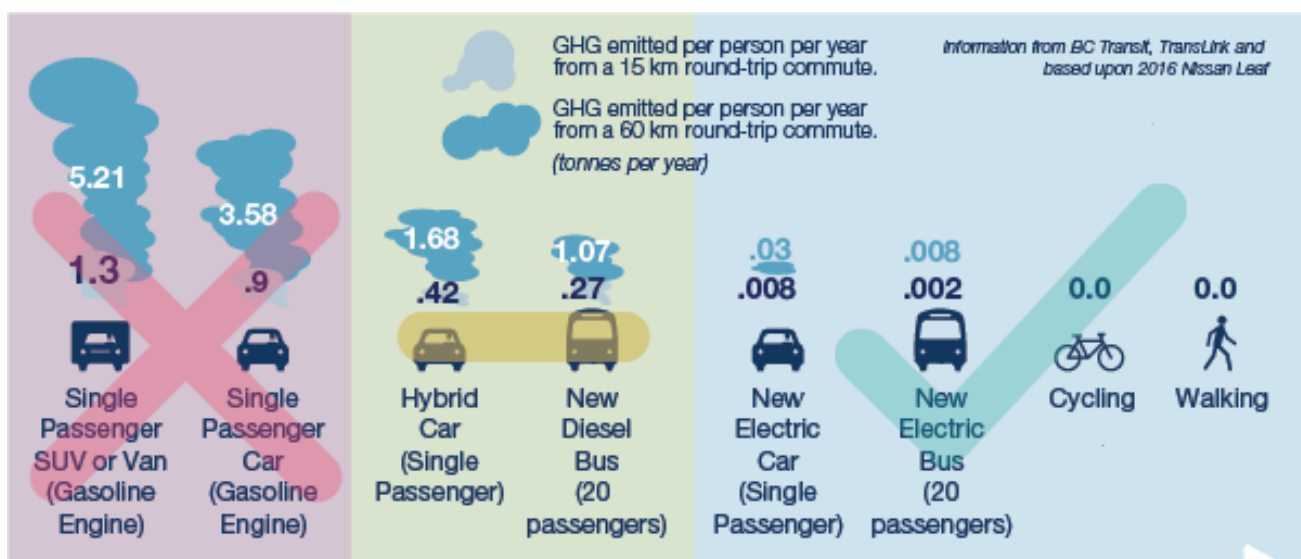 GHG emitted per person per year
from a 15 km round-trip commute.
GHG emitted per person per year
from a 60 km round-trip commute.
(tonnes per year)
Information from BC Transit, TransLink and
based upon 2016 Nissan Leaf
5.21
1.3
Single
Passenger
SUV or Van
(Gasoline
Engine)
3.58
.9
Single
Passenger
Car
(Gasoline
Engine)
1.68
.42
Hybrid
Car
(Single
Passenger)
1.07
.27
New
Diesel
Bus
(20
passengers)
.03
.008
New
Electric
Car
(Single
Passenger)
.008
.002
New
Electric
Bus
(20
passengers)
0.0
Cycling
0.0
Walking